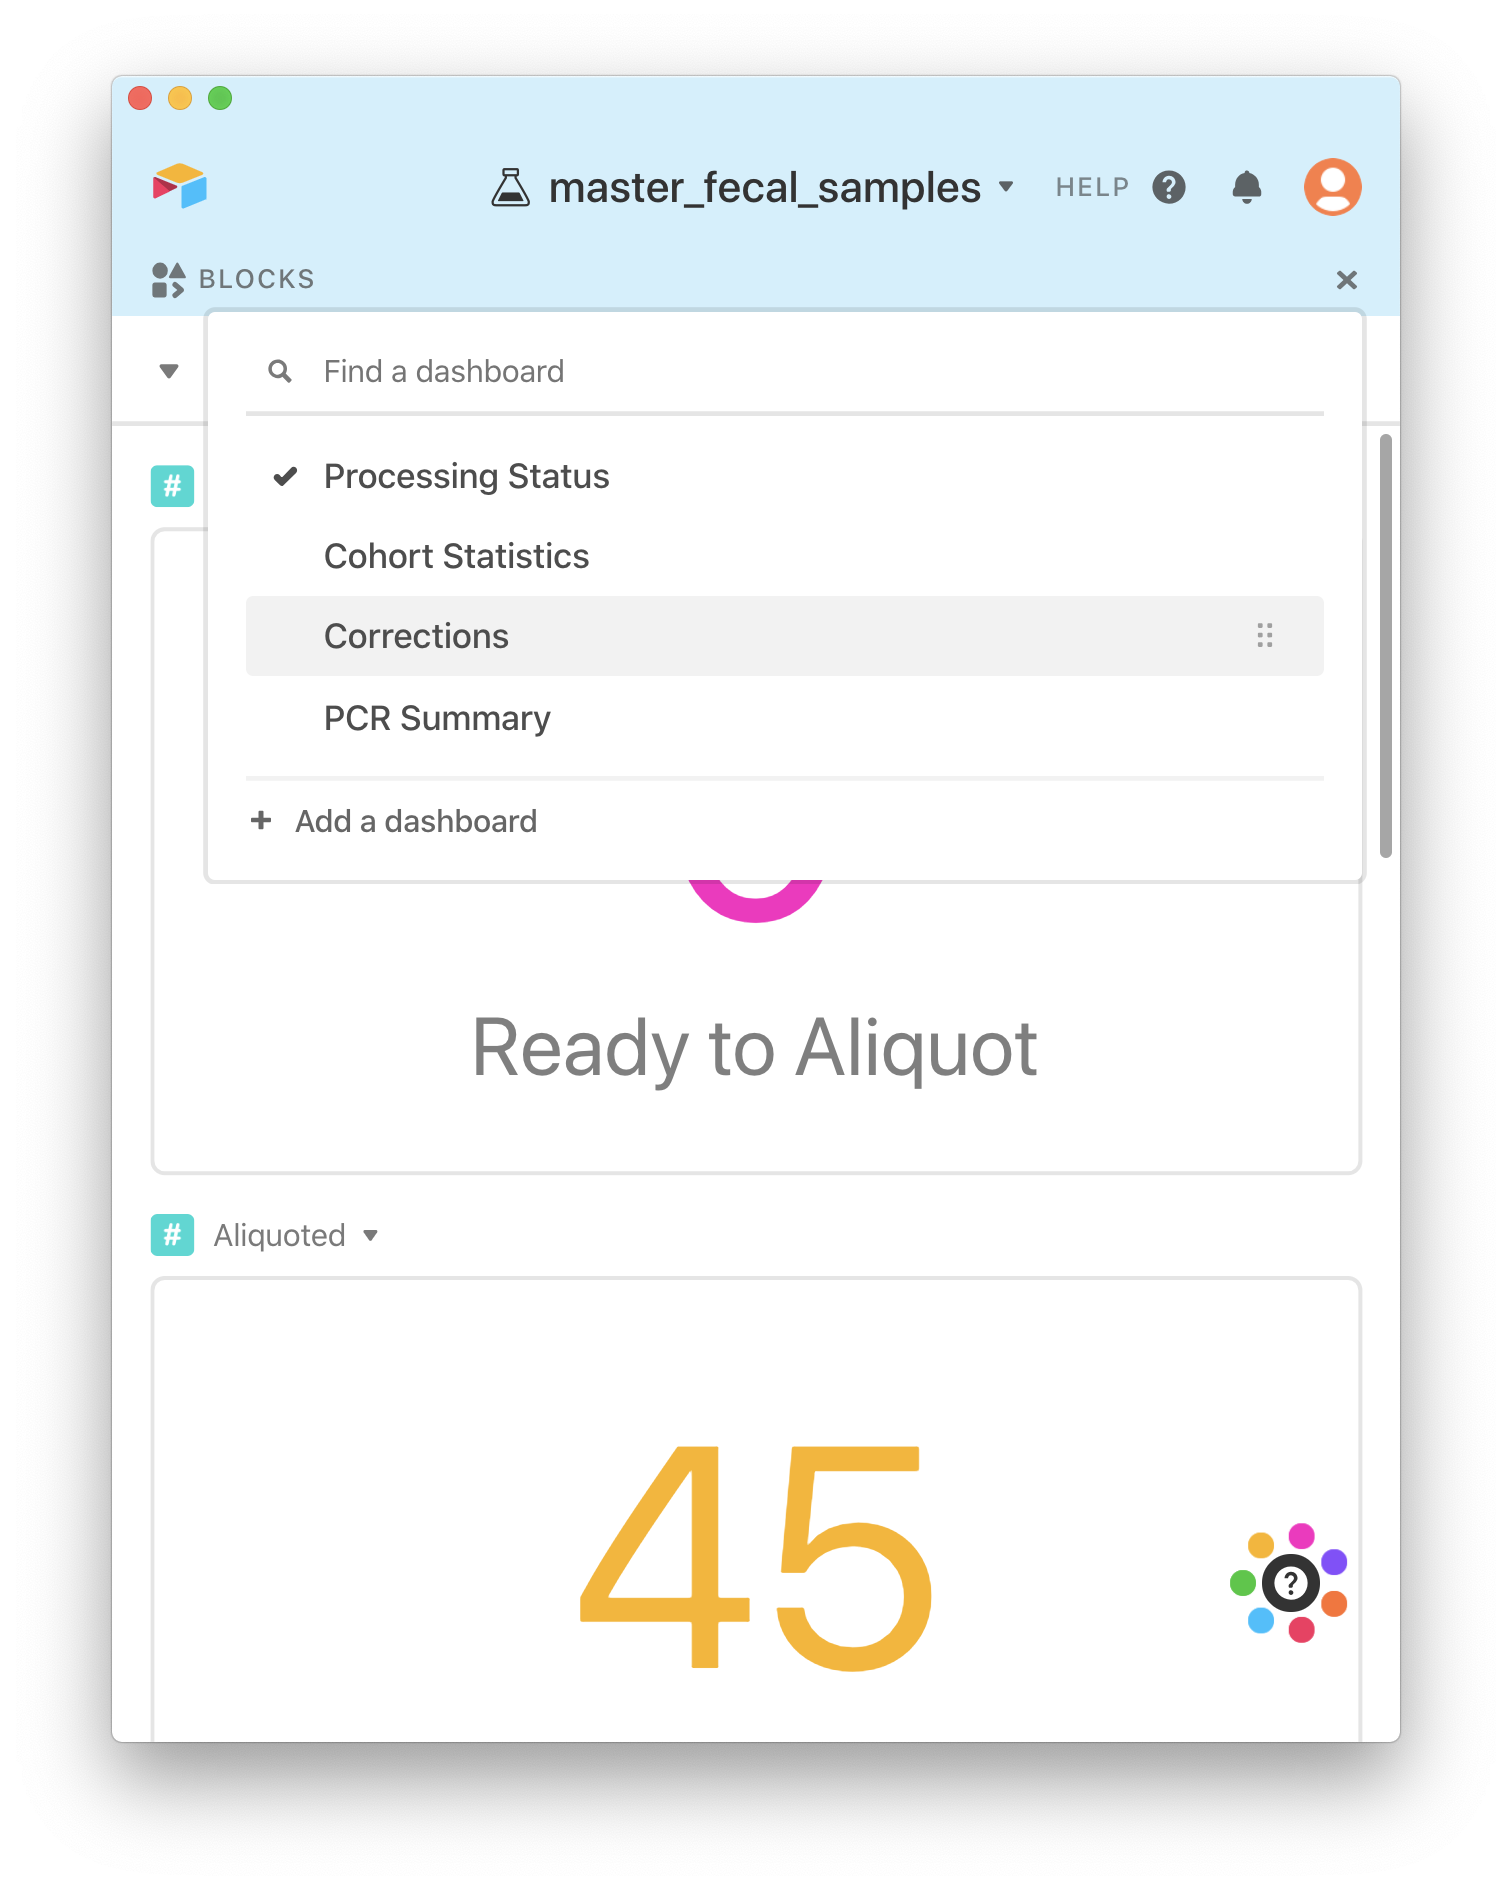 master_fecal_samples
HELP
BLOCKS
Find a dashboard
Processing Status
Cohort Statistics
Corrections
PCR Summary
Add a dashboard
Ready to Aliquot
# Aliquoted
45